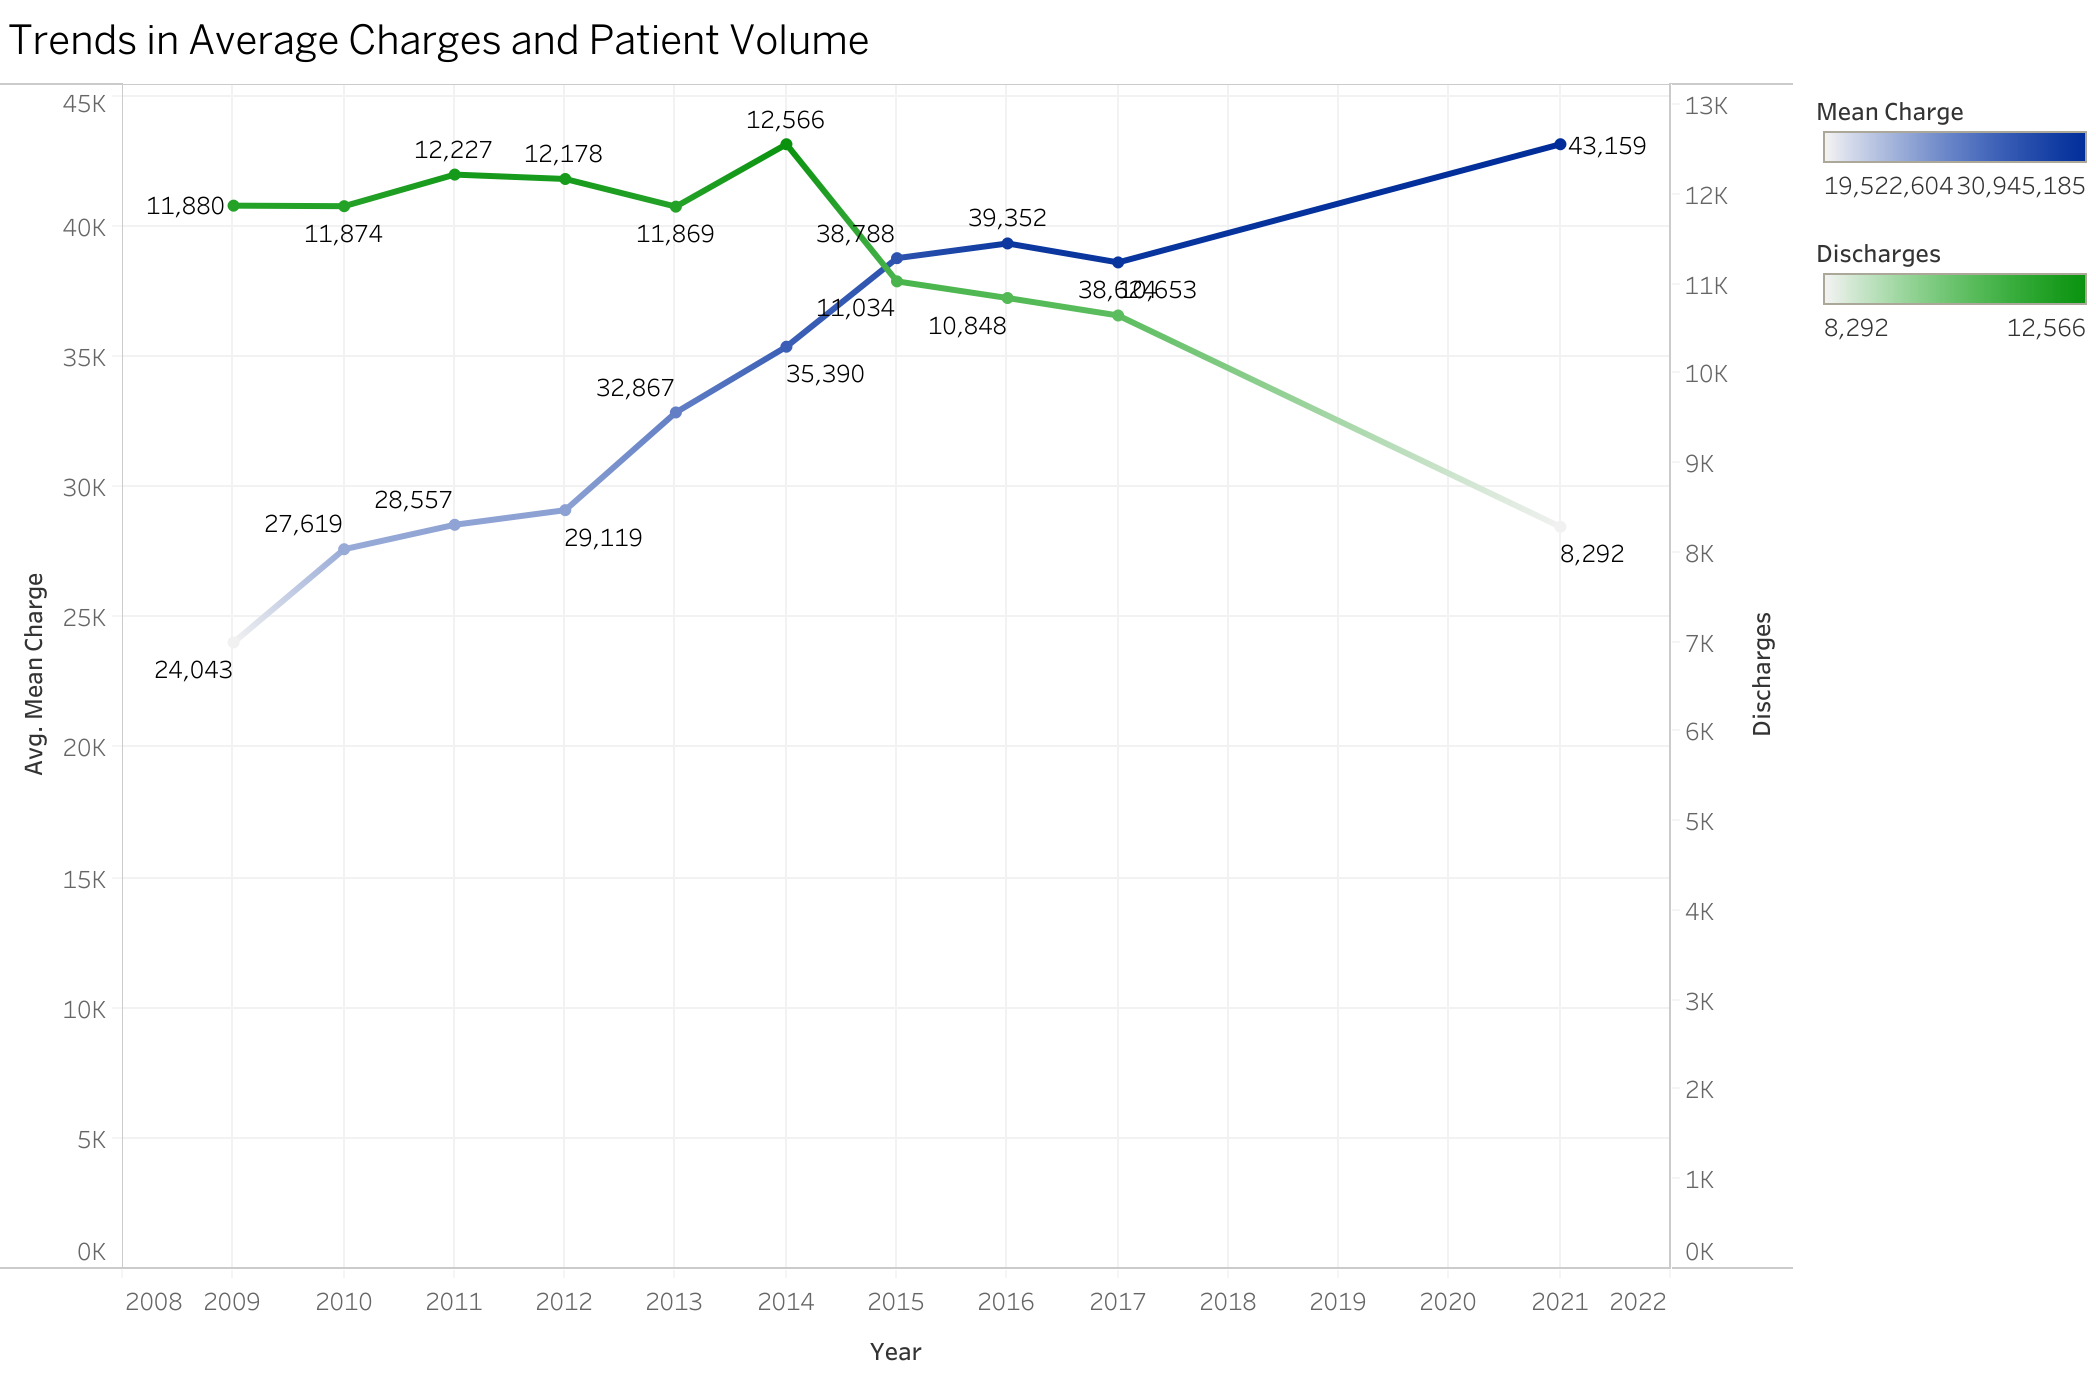 Trends in Average Charges and Patient Volume
Mean Charge
19,522,604 30,945,185
Discharges
8,292 12,566
45K
40K
35K
30K
25K
20K
15K
10K
5K
0K
Avg. Mean Charge
12,566
12,227
12,178
11,880
11,874
11,869
38,788
39,352
43,159
11,034
10,848
38,624
10,653
32,867
35,390
28,557
27,619
29,119
24,043
8,292
13K
12K
11K
10K
9K
8K
7K
6K
5K
4K
3K
2K
1K
0K
Discharges
2008 2009 2010 2011 2012 2013 2014 2015 2016 2017 2018 2019 2020 2021 2022
Year